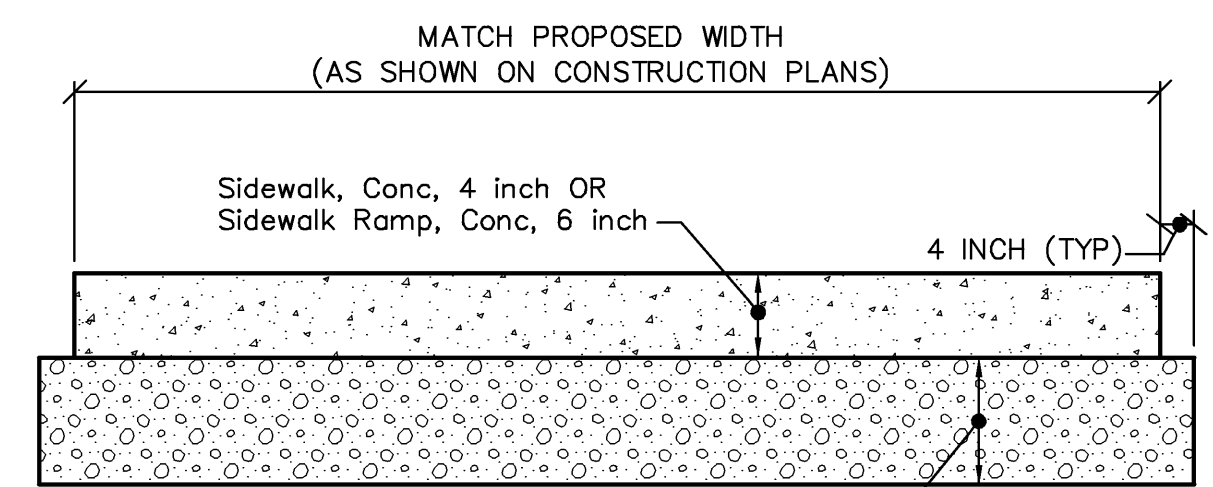 MATCH PROPOSED WIDTH
(AS SHOWN ON CONSTRUCTION PLANS)
Sidewalk, Conc, 4 inch OR
Sidewalk Ramp, Conc, 6 inch
4 INCH (TYP)